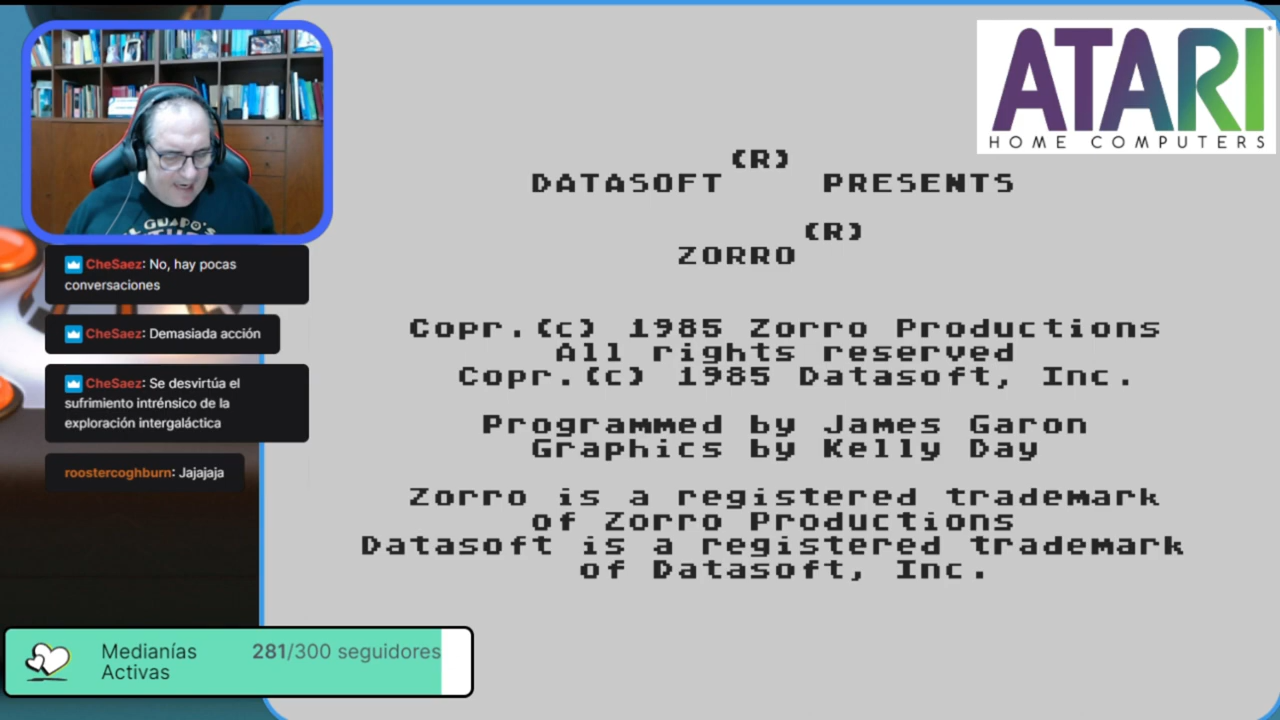 ATARI
HOME COMPUTERS
(R)
DATASOFT PRESENTS
(R)
ZORRO
Copr.(c) 1985 Zorro Productions
All rights reserved
Copr.(c) 1985 Datasoft, Inc.
Programmed by James Garon
Graphics by Kelly Day
Zorro is a registered trademark
of Zorro Productions
Datasoft is a registered trademark
of Datasoft, Inc.
GUAPO'S
CheSaez: No, hay pocas
conversaciones
CheSaez: Demasiada acción
CheSaez: Se desvirtúa el
sufrimiento intrénsico de la
exploración intergaláctica
roostercoghburn: Jajajaja
Medianías
Activas
281/300 seguidores